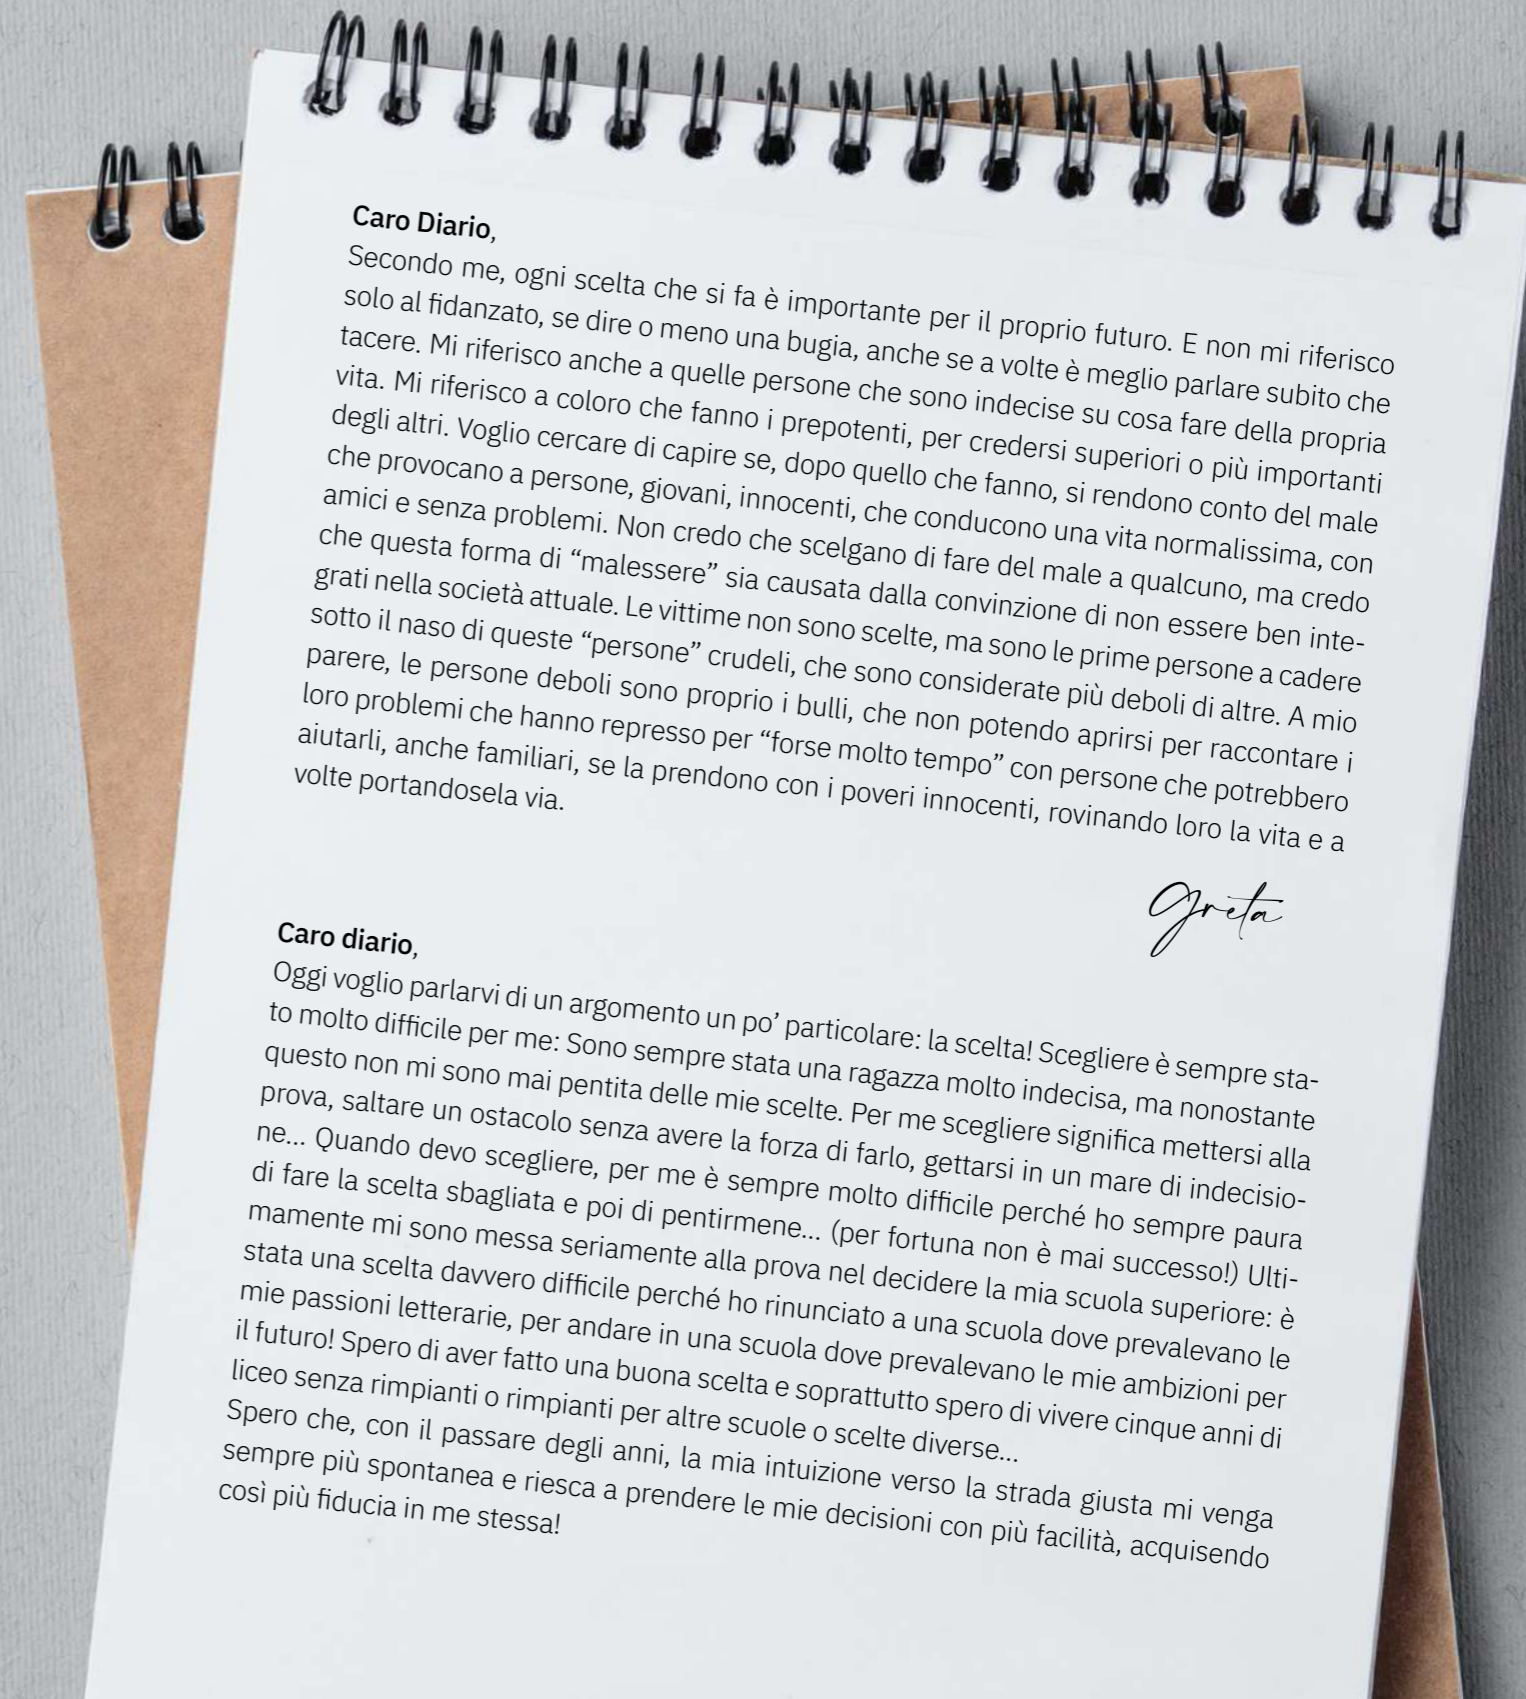 Caro Diario,
Secondo me, ogni scelta che si fa è importante per il proprio futuro. E non mi riferisco
solo al fidanzato, se dire o meno una bugia, anche se a volte è meglio parlare subito che
tacere. Mi riferisco anche a quelle persone che sono indecise su cosa fare della propria
vita. Mi riferisco a coloro che fanno i prepotenti, per credersi superiori o più importanti
degli altri. Voglio cercare di capire se, dopo quello che fanno, si rendono conto del male
che provocano a persone, giovani, innocenti, che conducono una vita normalissima, con
amici e senza problemi. Non credo che scelgano di fare del male a qualcuno, ma credo
che questa forma di “malessere” sia causata dalla convinzione di non essere ben inte-
grati nella società attuale. Le vittime non sono scelte, ma sono le prime persone a cadere
sotto il naso di queste “persone” crudeli, che sono considerate più deboli di altre. A mio
parere, le persone deboli sono proprio i bulli, che non potendo aprirsi per raccontare i
loro problemi che hanno represso per “forse molto tempo” con persone che potrebbero
aiutarli, anche familiari, se la prendono con i poveri innocenti, rovinando loro la vita e a
volte portandosela via.
Greta
Caro diario,
Oggi voglio parlarvi di un argomento un po’ particolare: la scelta! Scegliere è sempre sta-
to molto difficile per me: Sono sempre stata una ragazza molto indecisa, ma nonostante
questo non mi sono mai pentita delle mie scelte. Per me scegliere significa mettersi alla
prova, saltare un ostacolo senza avere la forza di farlo, gettarsi in un mare di indecisio-
ne... Quando devo scegliere, per me è sempre molto difficile perché ho sempre paura
di fare la scelta sbagliata e poi di pentirmene... (per fortuna non è mai successo!) Ulti-
mamente mi sono messa seriamente alla prova nel decidere la mia scuola superiore: è
stata una scelta davvero difficile perché ho rinunciato a una scuola dove prevalevano le
mie passioni letterarie, per andare in una scuola dove prevalevano le mie ambizioni per
il futuro! Spero di aver fatto una buona scelta e soprattutto spero di vivere cinque anni di
liceo senza rimpianti o rimpianti per altre scuole o scelte diverse...
Spero che, con il passare degli anni, la mia intuizione verso la strada giusta mi venga
sempre più spontanea e riesca a prendere le mie decisioni con più facilità, acquisendo
così più fiducia in me stessa!